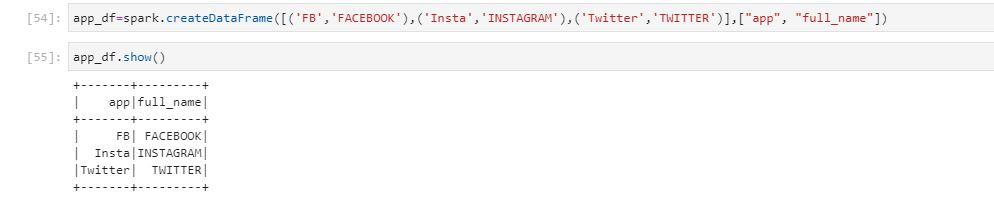 [54]: app_df=spark.createDataFrame([('FB','FACEBOOK'),('Insta','INSTAGRAM'),('Twitter','TWITTER')],["app", "full_name"])
[55]: app_df.show()
+-------+---------+
|    app|full_name|
+-------+---------+
|     FB| FACEBOOK|
|  Insta|INSTAGRAM|
|Twitter|  TWITTER|
+-------+---------+